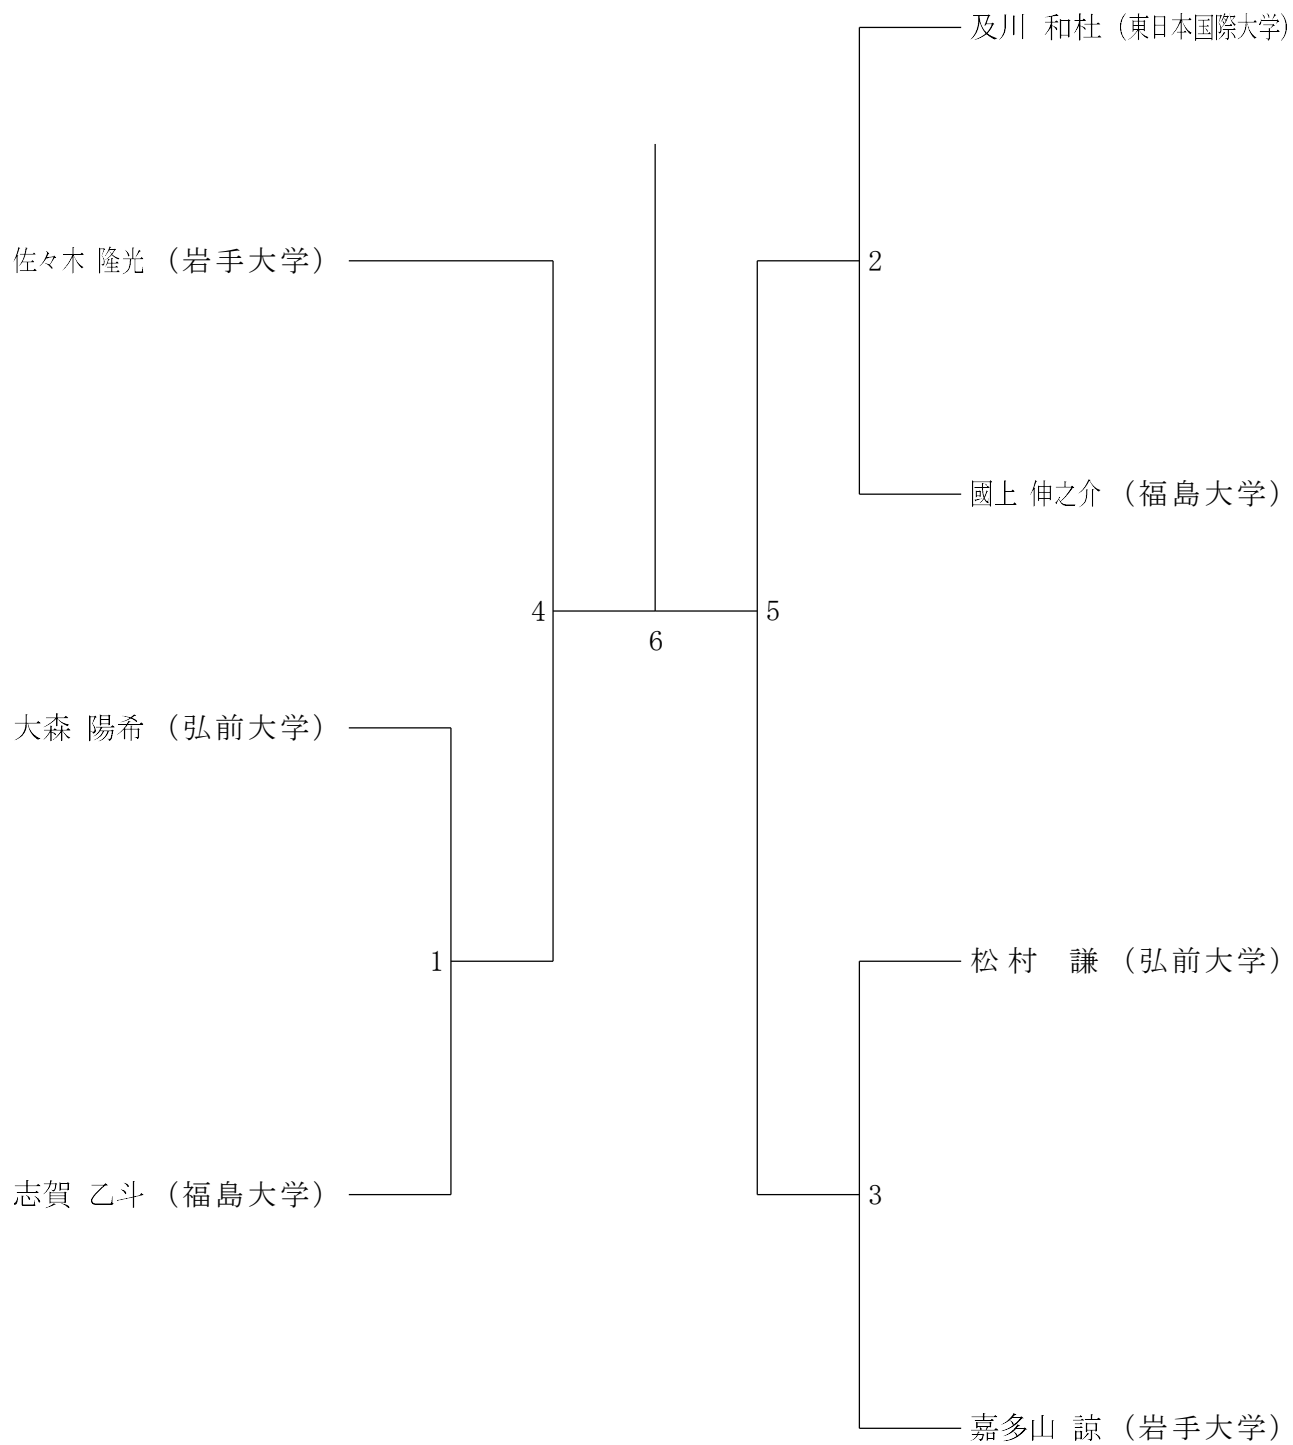 及川 和杜 (東日本国際大学)
佐々木 隆光 (岩手大学)
2
國上 伸之介 (福島大学)
4
5
6
大森 陽希 (弘前大学)
1
松村 謙 (弘前大学)
志賀 乙斗 (福島大学)
3
嘉多山 諒 (岩手大学)